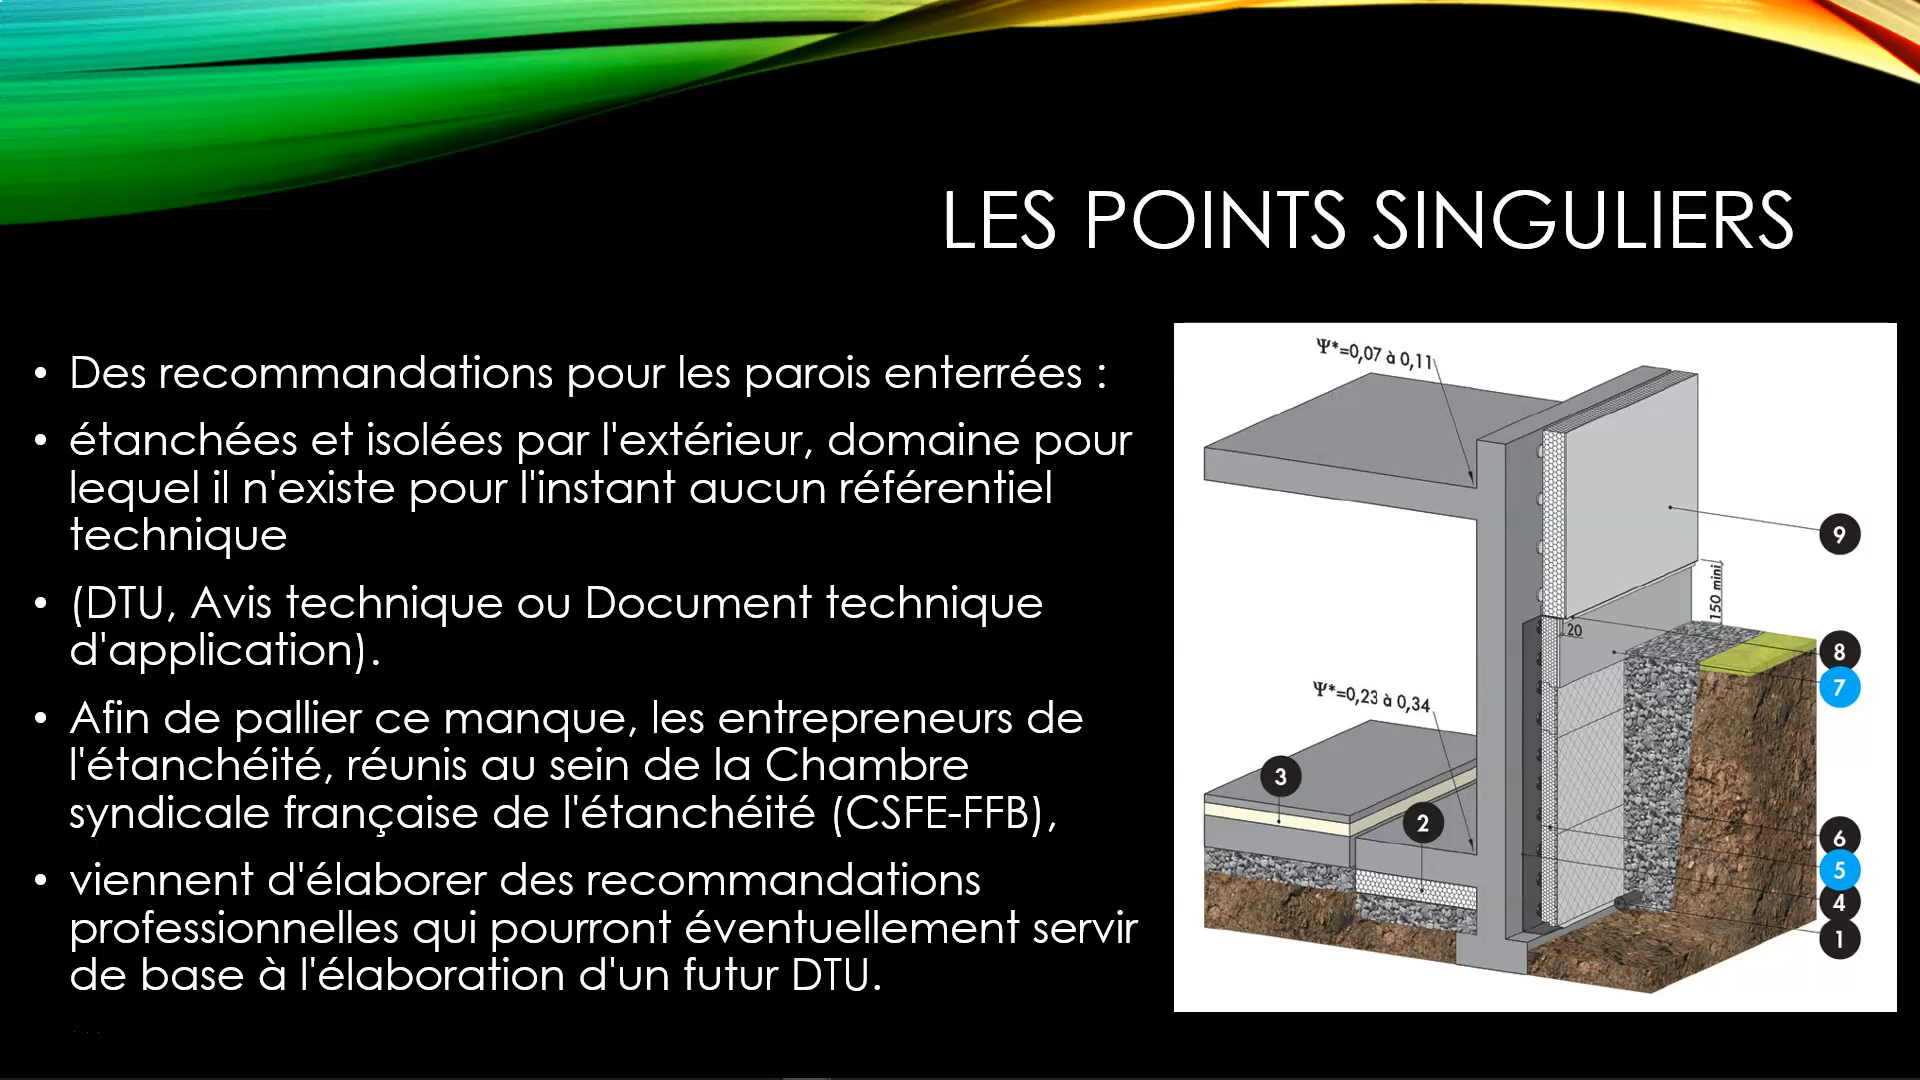 LES POINTS SINGULIERS
• Des recommandations pour les parois enterrées :
• étanchées et isolées par l'extérieur, domaine pour
lequel il n'existe pour l'instant aucun référentiel
technique
• (DTU, Avis technique ou Document technique
d'application).
• Afin de pallier ce manque, les entrepreneurs de
l'étanchéité, réunis au sein de la Chambre
syndicale française de l'étanchéité (CSFE-FFB),
• viennent d'élaborer des recommandations
professionnelles qui pourront éventuellement servir
de base à l'élaboration d'un futur DTU.
Ψ*=0,07 à 0,11
9
150 mini
20
8
7
Ψ*=0,23 à 0,34
3
2
6
5
4
1